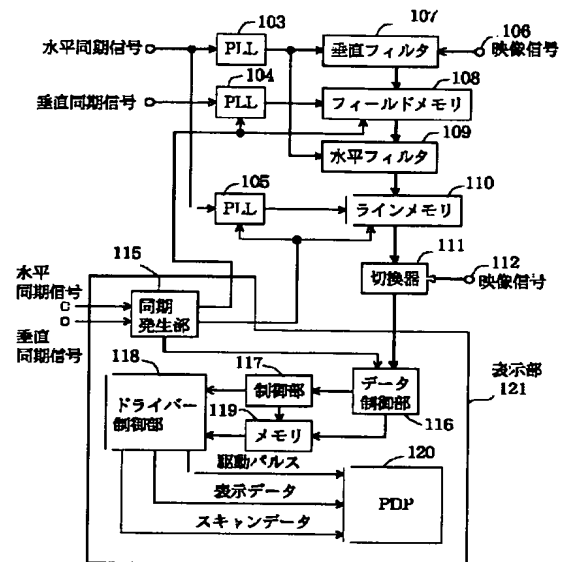 103
107
106
水平同期信号
PLL
垂直フィルタ
映像信号
104
108
垂直同期信号
PLL
フィールドメモリ
109
水平フィルタ
105
110
PLL
ラインメモリ
115
111
112
水平
同期信号
切換器
映像信号
同期
発生部
垂直
同期信号
118
117
表示部
121
ドライバー
制御部
制御部
データ
制御部
119
メモリ
116
駆動パルス
120
表示データ
PDP
スキャンデータ